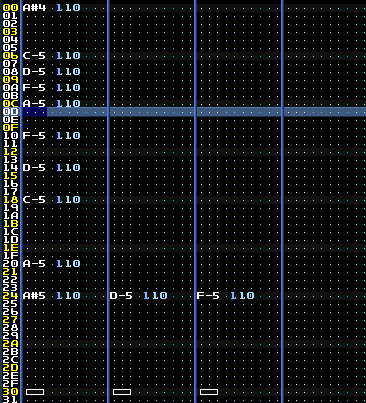 00 A#4 110
01
02
03
04
05
06 C-5 110
07
08 D-5 110
09
0A F-5 110
0B
0C A-5 110
0D
0E
0F
10 F-5 110
11
12
13
14 D-5 110
15
16
17
18 C-5 110
19
1A
1B
1C
1D
1E
1F
20 A-5 110
21
22
23
24 A#5 110 D-5 110 F-5 110
25
26
27
28
29
2A
2B
2C
2D
2E
2F
30
31